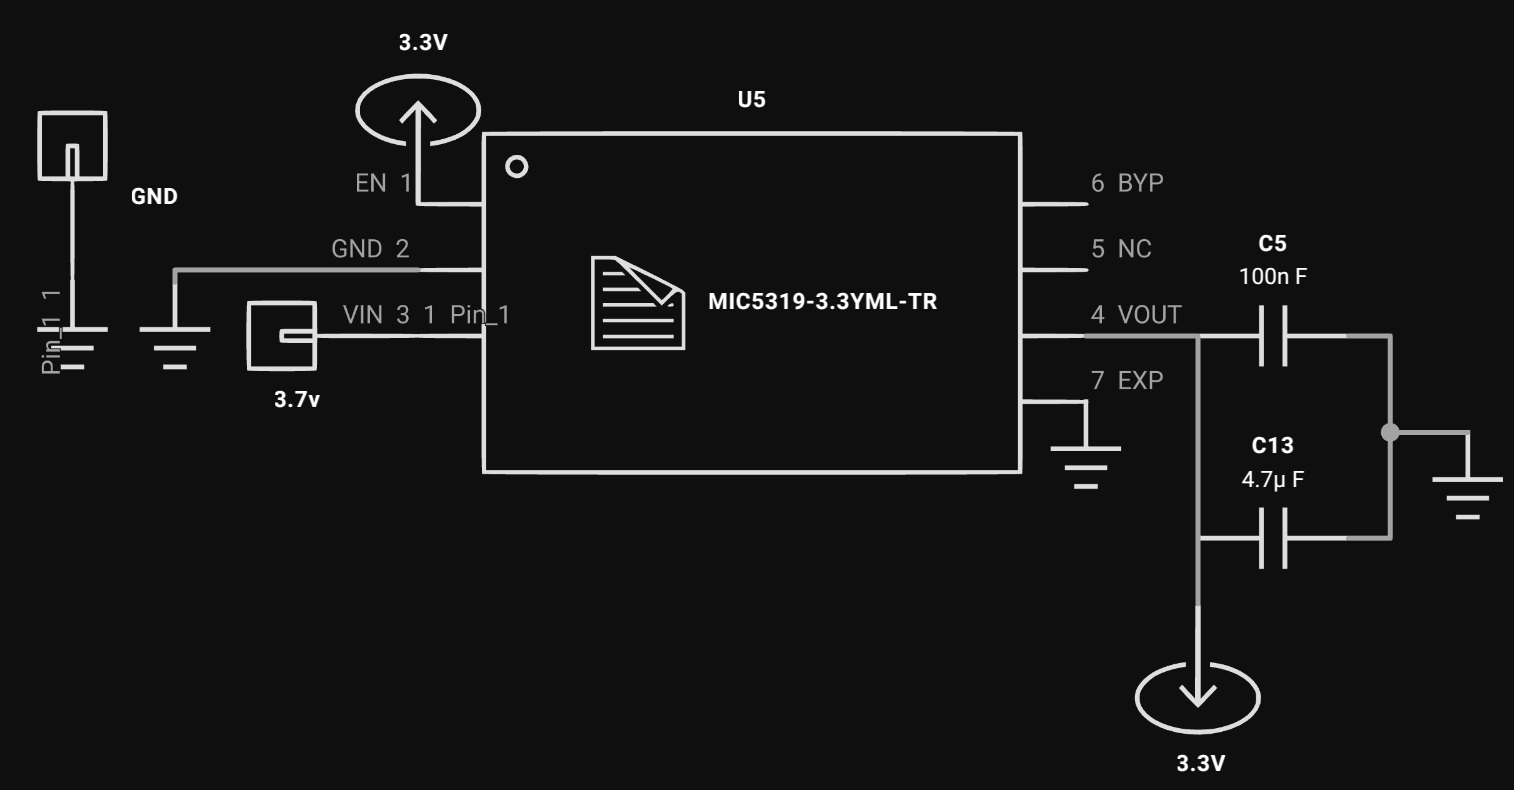 3.3V
U5
EN 1
6 BYP
GND
GND 2
5 NC
C5
100n F
Pin_1 1
VIN 3 1 Pin_1
MIC5319-3.3YML-TR
4 VOUT
7 EXP
3.7v
C13
4.7µ F
3.3V